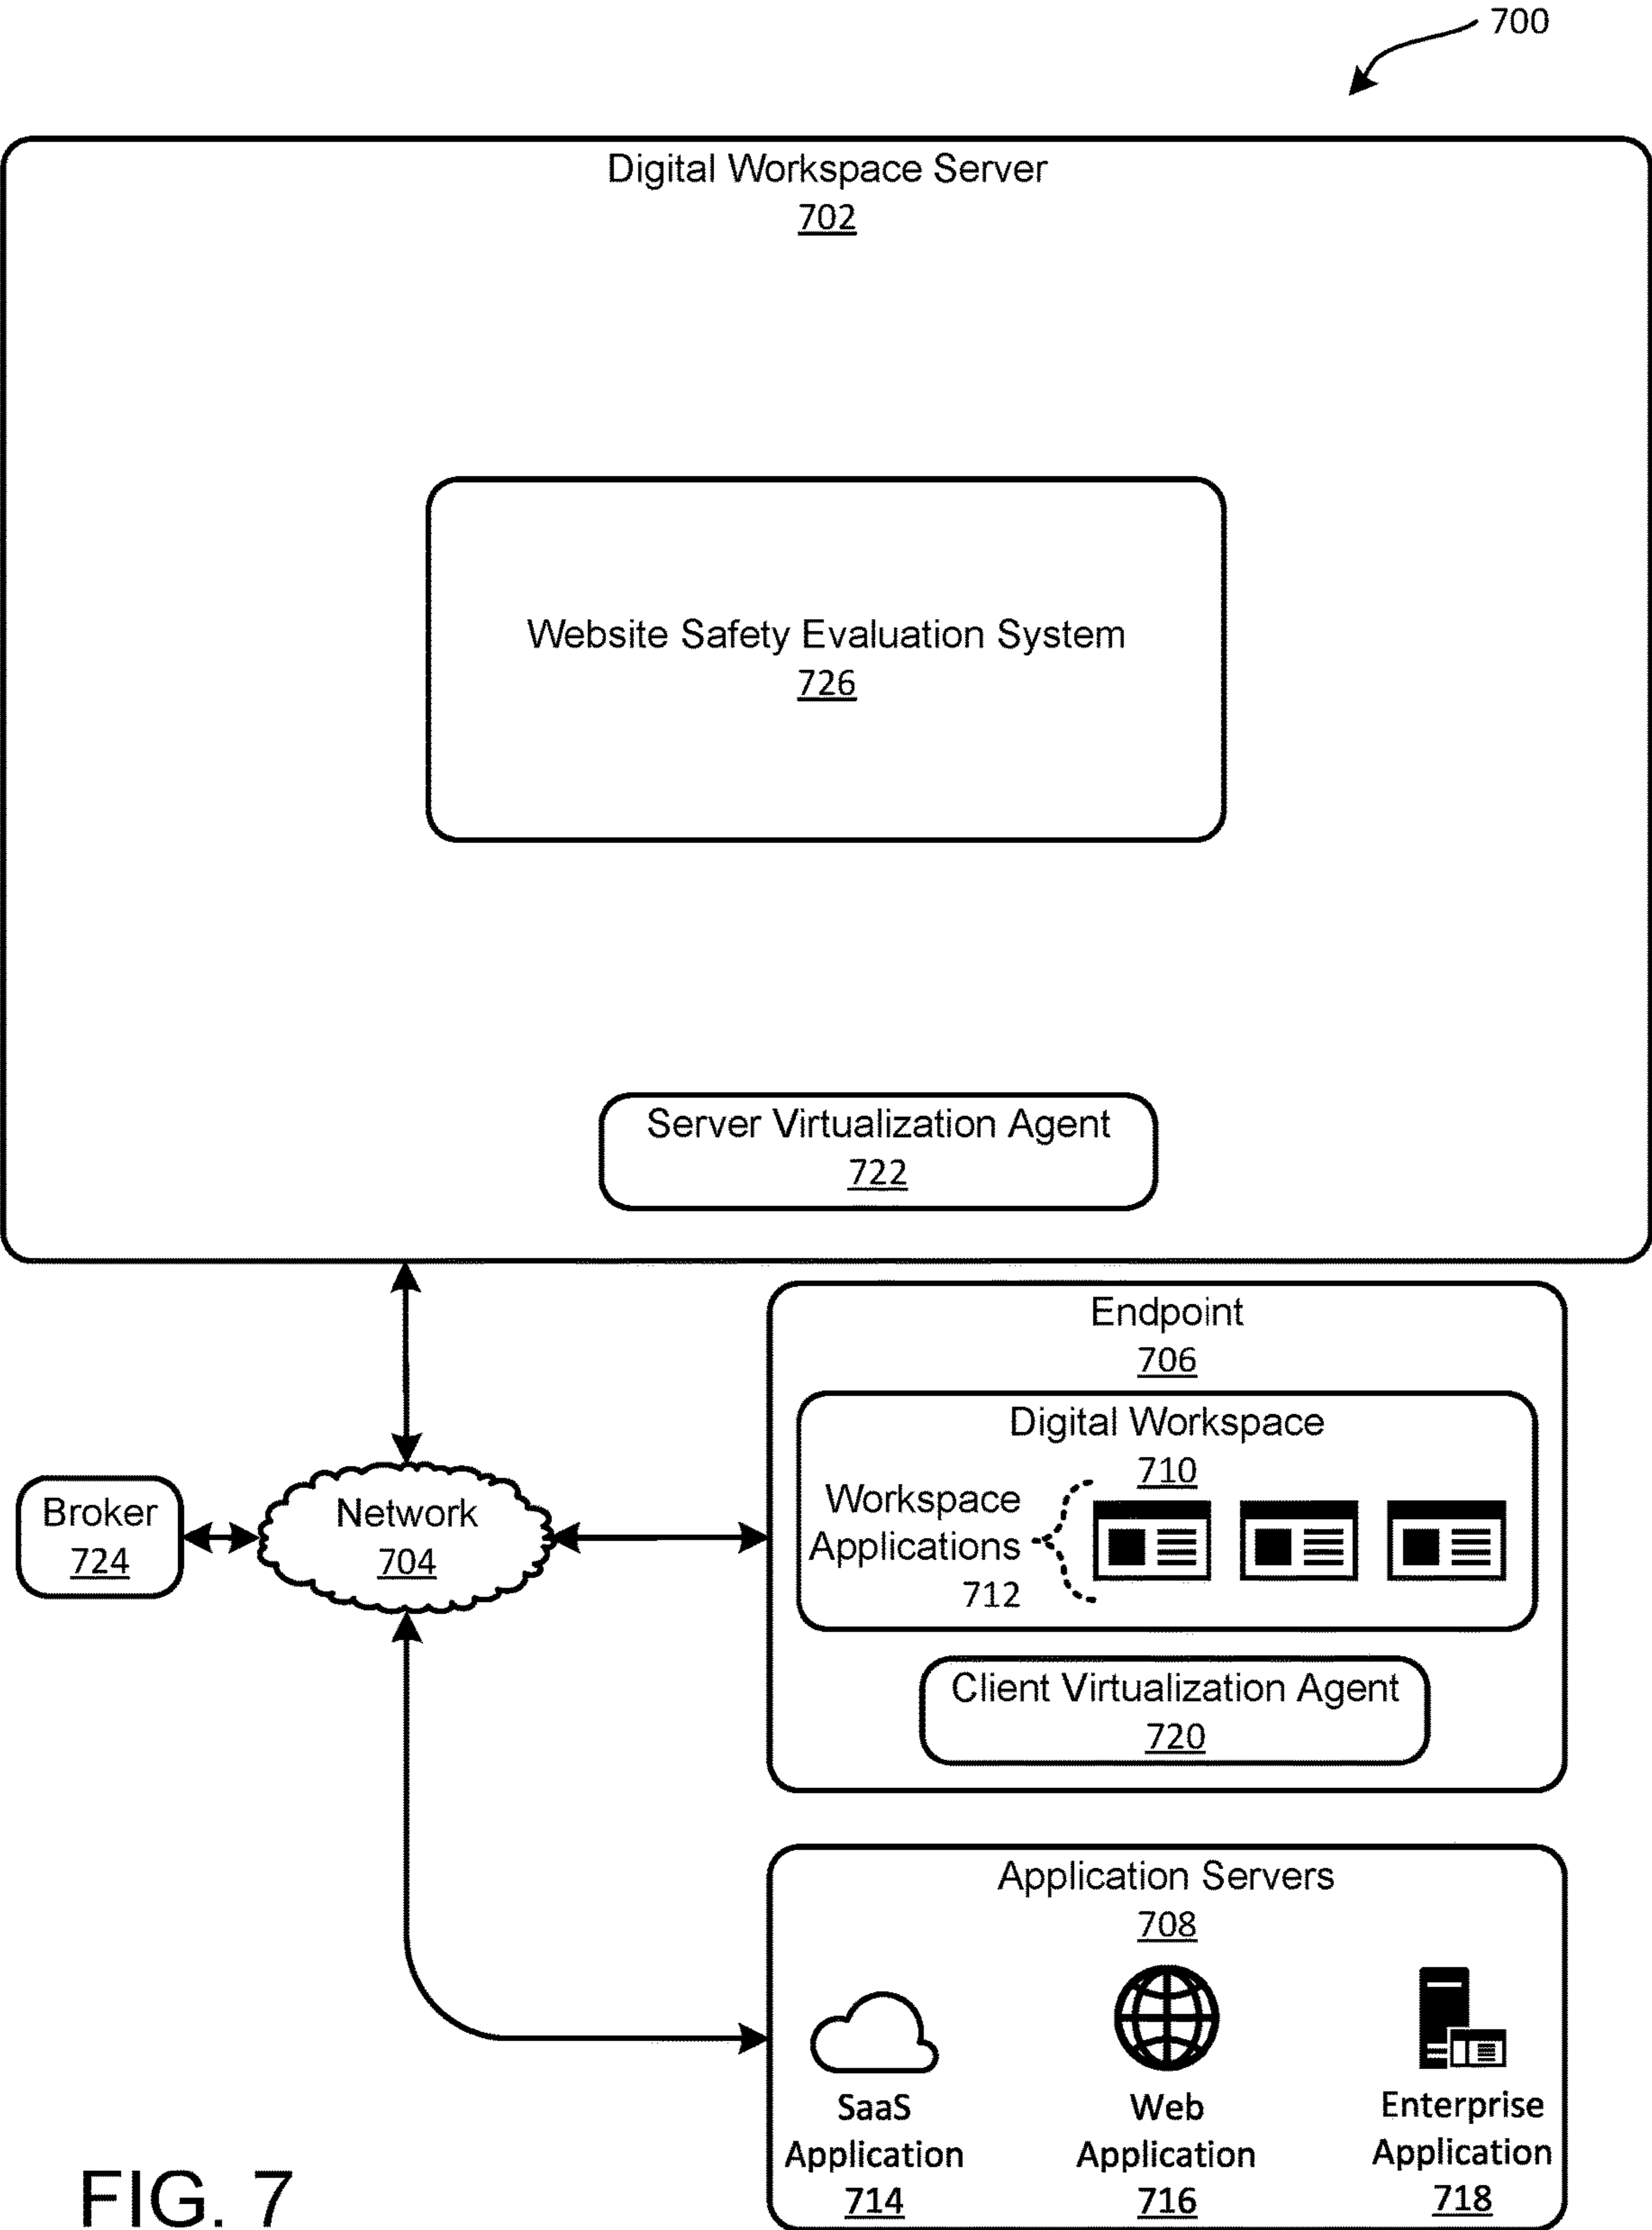 700
Digital Workspace Server
702
Website Safety Evaluation System
726
Server Virtualization Agent
722
Endpoint
706
Digital Workspace
710
Workspace
Applications
712
Client Virtualization Agent
720
Broker
724
Network
704
Application Servers
708
SaaS
Application
714
Web
Application
716
Enterprise
Application
718
FIG. 7